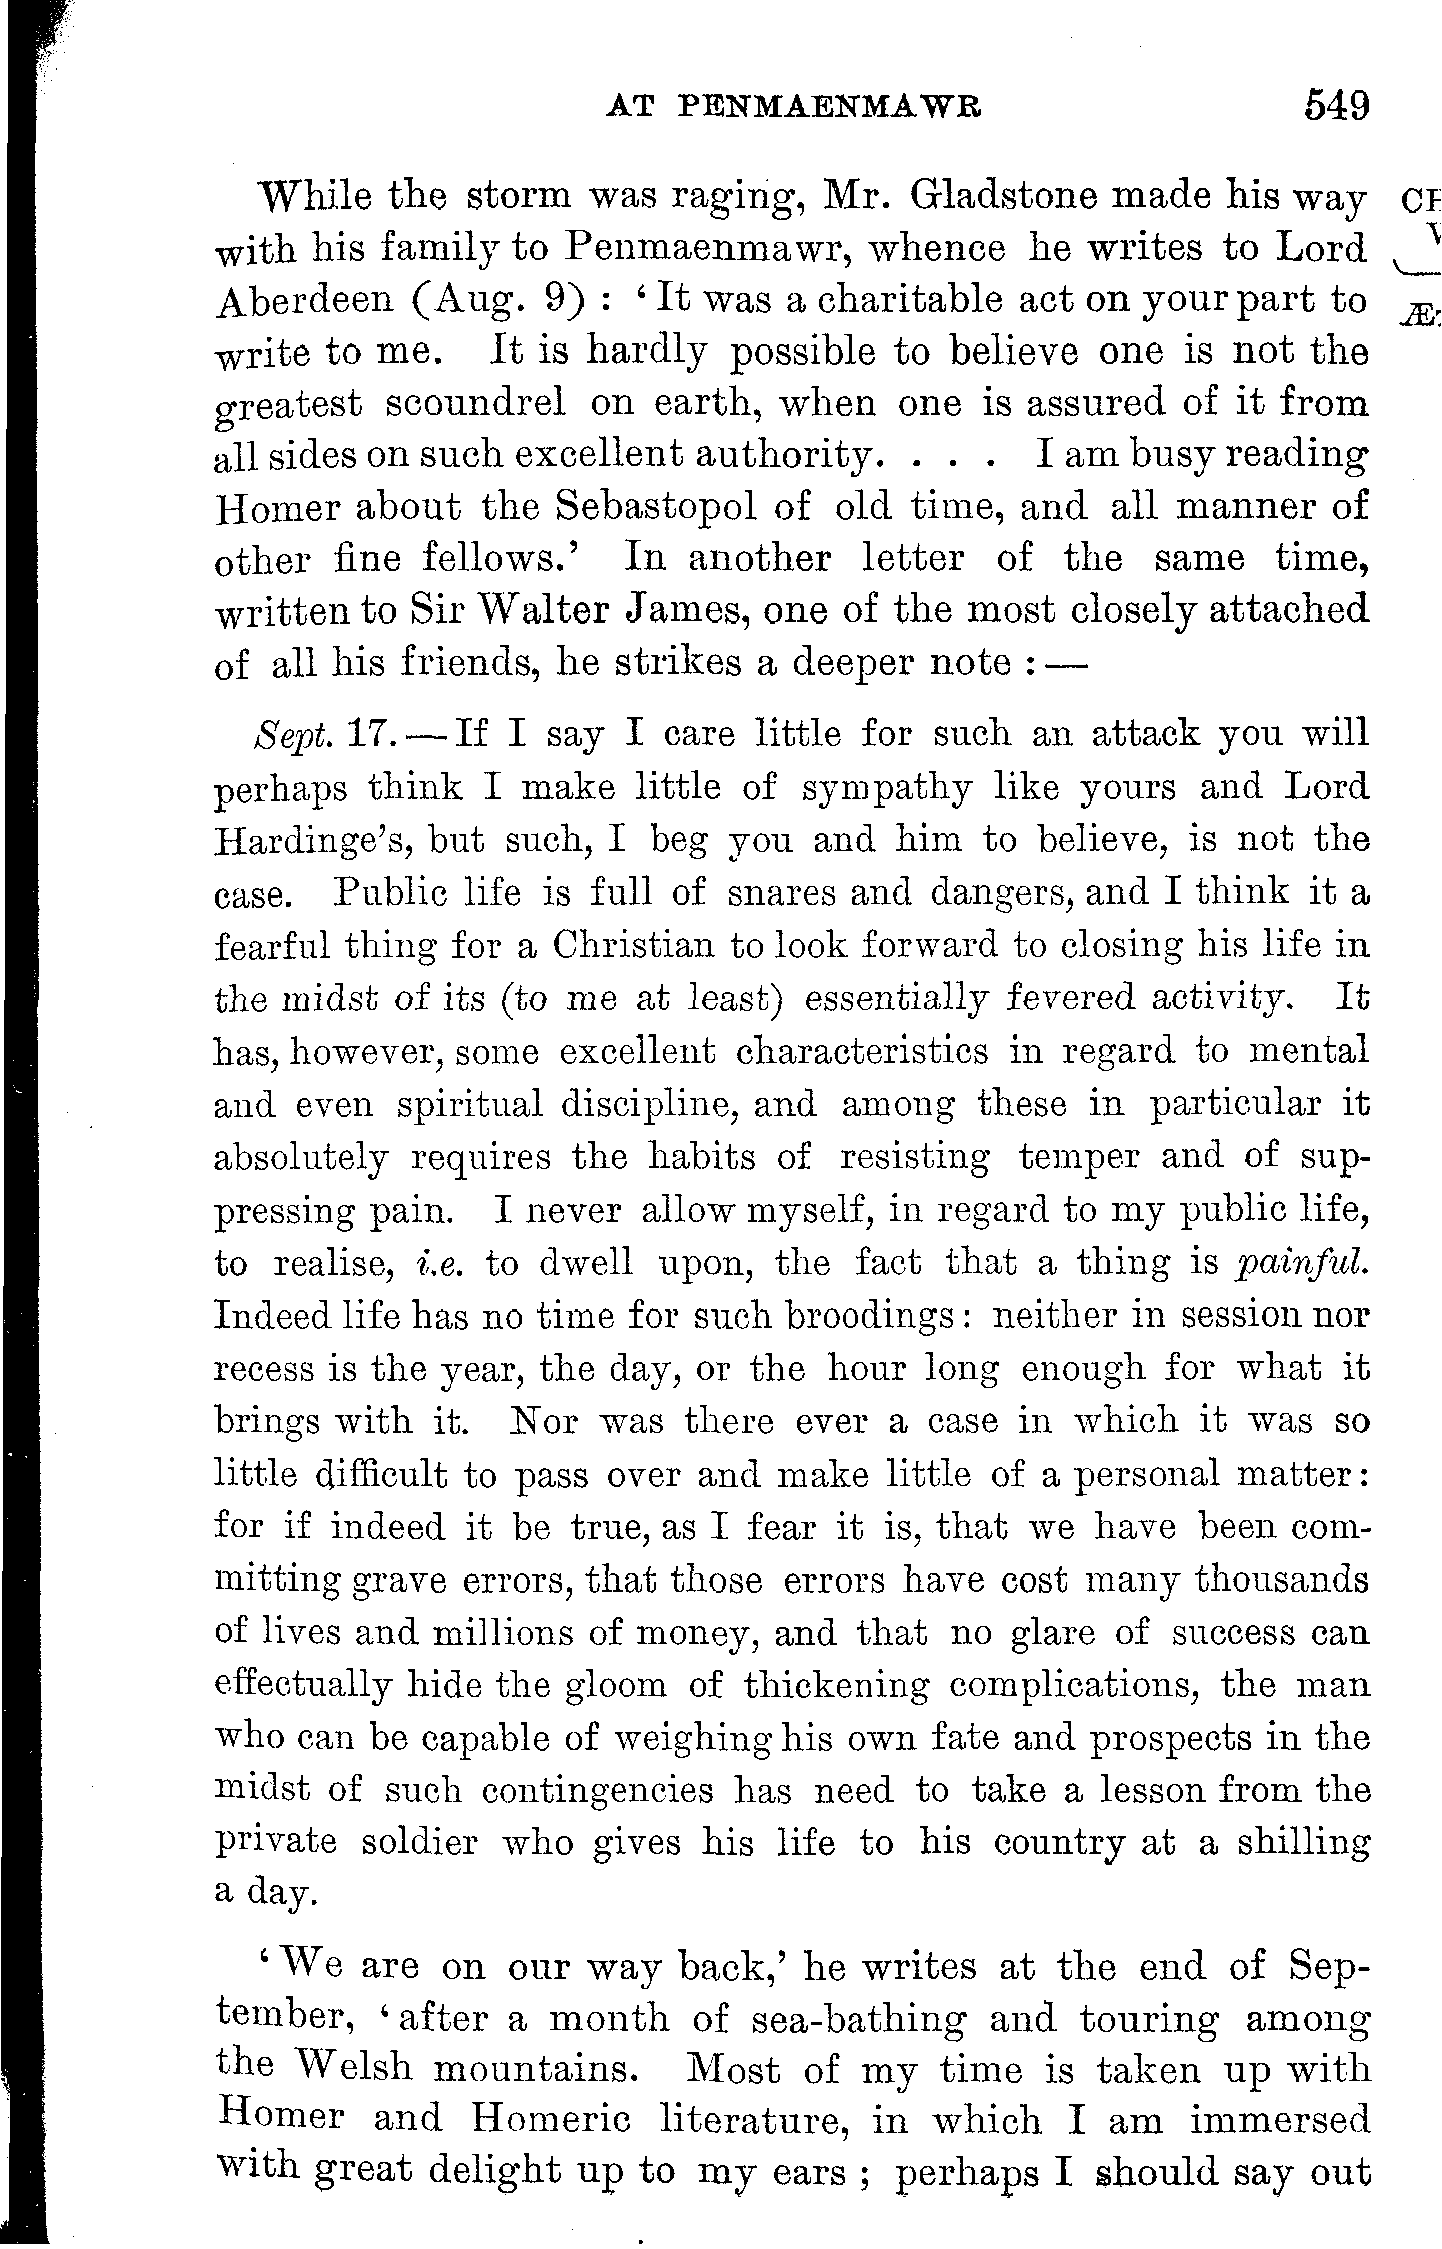 AT PENMAENMAWR 549
While the storm was raging, Mr. Gladstone made his way
with his family to Penmaenmawr, whence he writes to Lord
Aberdeen (Aug. 9) : ‘It was a charitable act on your part to
write to me. It is hardly possible to believe one is not the
greatest scoundrel on earth, when one is assured of it from
all sides on such excellent authority. . . . I am busy reading
Homer about the Sebastopol of old time, and all manner of
other fine fellows.’ In another letter of the same time,
written to Sir Walter James, one of the most closely attached
of all his friends, he strikes a deeper note :—
Sept. 17.—If I say I care little for such an attack you will
perhaps think I make little of sympathy like yours and Lord
Hardinge’s, but such, I beg you and him to believe, is not the
case. Public life is full of snares and dangers, and I think it a
fearful thing for a Christian to look forward to closing his life in
the midst of its (to me at least) essentially fevered activity. It
has, however, some excellent characteristics in regard to mental
and even spiritual discipline, and among these in particular it
absolutely requires the habits of resisting temper and of sup-
pressing pain. I never allow myself, in regard to my public life,
to realise, i.e. to dwell upon, the fact that a thing is painful.
Indeed life has no time for such broodings: neither in session nor
recess is the year, the day, or the hour long enough for what it
brings with it. Nor was there ever a case in which it was so
little difficult to pass over and make little of a personal matter:
for if indeed it be true, as I fear it is, that we have been com-
mitting grave errors, that those errors have cost many thousands
of lives and millions of money, and that no glare of success can
effectually hide the gloom of thickening complications, the man
who can be capable of weighing his own fate and prospects in the
midst of such contingencies has need to take a lesson from the
private soldier who gives his life to his country at a shilling
a day.
‘We are on our way back,’ he writes at the end of Sep-
tember, ‘after a month of sea-bathing and touring among
the Welsh mountains. Most of my time is taken up with
Homer and Homeric literature, in which I am immersed
with great delight up to my ears ; perhaps I should say out